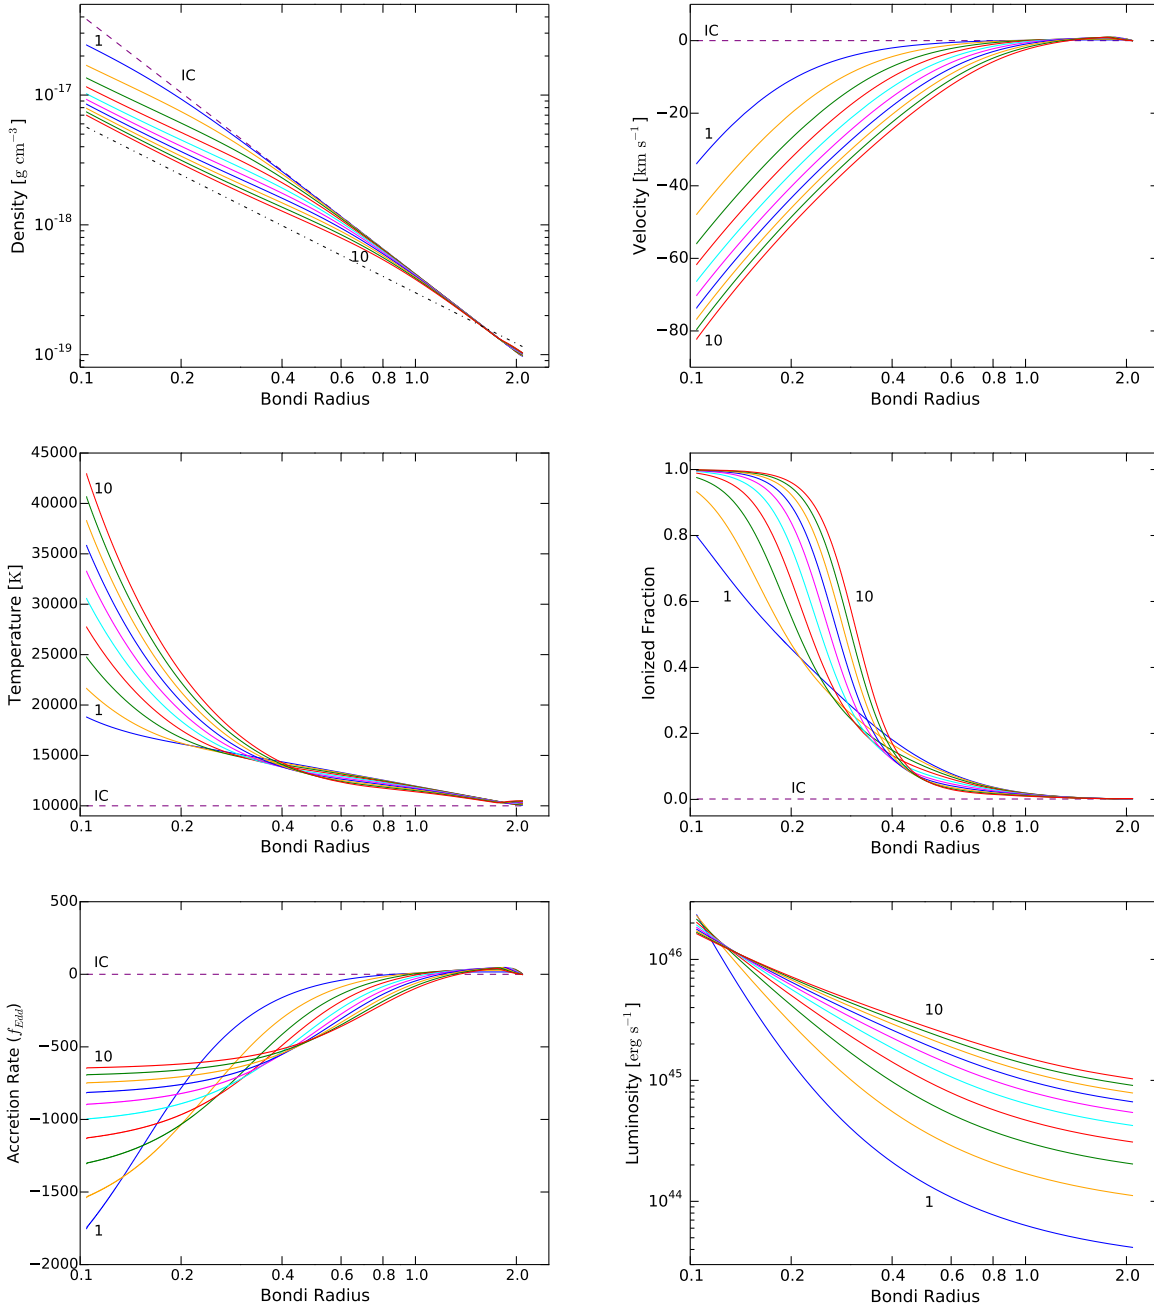 1
IC
10
10⁻¹⁷
10⁻¹⁸
10⁻¹⁹
Density [g cm⁻³]
0.1 0.2 0.4 0.6 0.8 1.0 2.0
Bondi Radius
IC
1
10
0
−20
−40
−60
−80
Velocity [km s⁻¹]
0.1 0.2 0.4 0.6 0.8 1.0 2.0
Bondi Radius
45000
40000
35000
30000
25000
20000
15000
10000
10
1
IC
Temperature [K]
0.1 0.2 0.4 0.6 0.8 1.0 2.0
Bondi Radius
1.0
0.8
0.6
0.4
0.2
0.0
1
10
IC
Ionized Fraction
0.1 0.2 0.4 0.6 0.8 1.0 2.0
Bondi Radius
500
0
−500
−1000
−1500
−2000
IC
10
1
Accretion Rate (f_Edd)
0.1 0.2 0.4 0.6 0.8 1.0 2.0
Bondi Radius
10⁴⁶
10⁴⁵
10⁴⁴
10
1
Luminosity [erg s⁻¹]
0.1 0.2 0.4 0.6 0.8 1.0 2.0
Bondi Radius